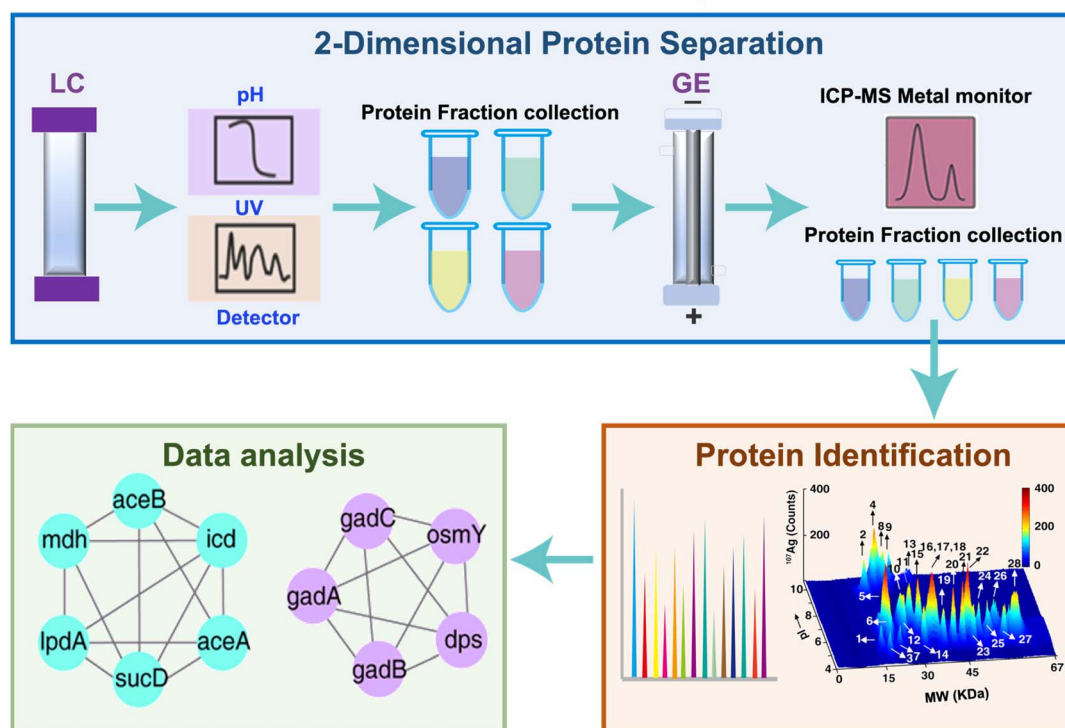 2-Dimensional Protein Separation
LC
pH
UV
Detector
Protein Fraction collection
GE
−
+
ICP-MS Metal monitor
Protein Fraction collection
Data analysis
aceB
mdh
icd
lpdA
aceA
sucD
gadC
osmY
gadA
dps
gadB
Protein Identification
400
200
¹⁰⁷Ag (Counts)
10
8
6
4
pI
0
15
30
45
67
MW (KDa)
400
200
0
4
2
8
9
13
11
10
15
16,17,18
20
21
22
28
5
19
24
26
6
1
12
37
14
23
25
27